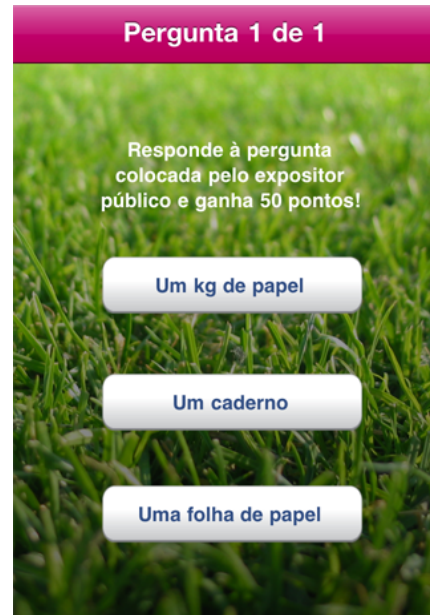 Pergunta 1 de 1
Responde à pergunta
colocada pelo expositor
público e ganha 50 pontos!
Um kg de papel
Um caderno
Uma folha de papel